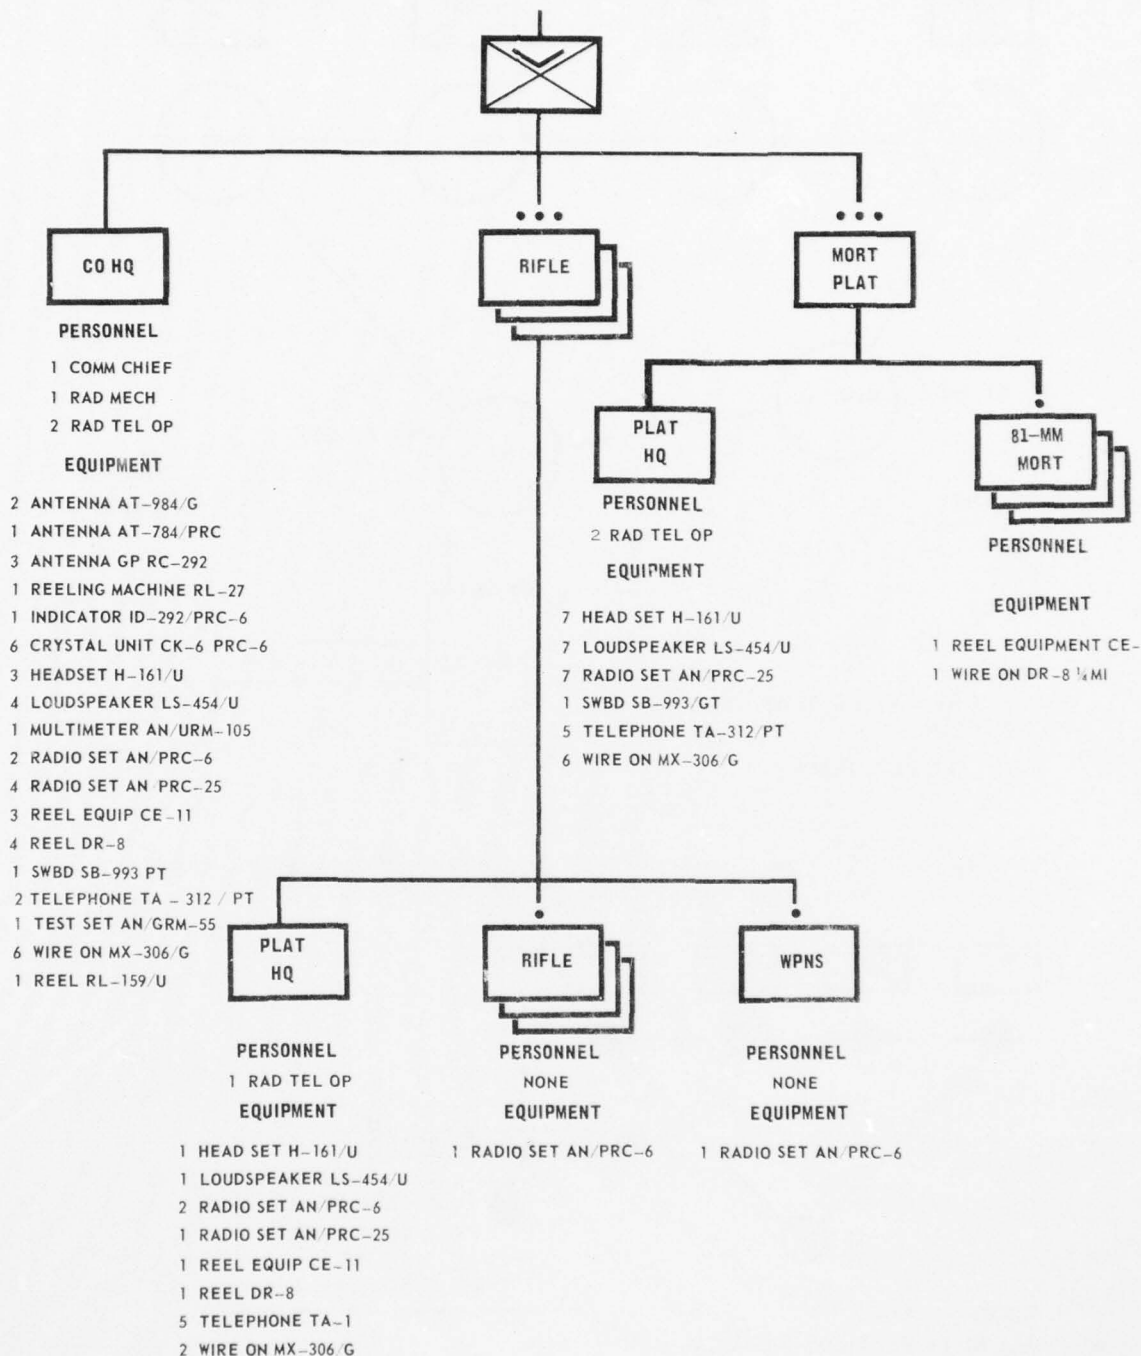 CO HQ
PERSONNEL
1 COMM CHIEF
1 RAD MECH
2 RAD TEL OP
EQUIPMENT
2 ANTENNA AT-984/G
1 ANTENNA AT-784/PRC
3 ANTENNA GP RC-292
1 REELING MACHINE RL-27
1 INDICATOR ID-292/PRC-6
6 CRYSTAL UNIT CK-6 PRC-6
3 HEADSET H-161/U
4 LOUDSPEAKER LS-454/U
1 MULTIMETER AN/URM-105
2 RADIO SET AN/PRC-6
4 RADIO SET AN PRC-25
3 REEL EQUIP CE-11
4 REEL DR-8
1 SWBD SB-993 PT
2 TELEPHONE TA - 312 / PT
1 TEST SET AN/GRM-55
6 WIRE ON MX-306/G
1 REEL RL-159/U
RIFLE
MORT
PLAT
PLAT
HQ
PERSONNEL
2 RAD TEL OP
EQUIPMENT
7 HEAD SET H-161/U
7 LOUDSPEAKER LS-454/U
7 RADIO SET AN/PRC-25
1 SWBD SB-993/GT
5 TELEPHONE TA-312/PT
6 WIRE ON MX-306/G
81-MM
MORT
PERSONNEL
EQUIPMENT
1 REEL EQUIPMENT CE-
1 WIRE ON DR-8 ¼ MI
PLAT
HQ
PERSONNEL
1 RAD TEL OP
EQUIPMENT
1 HEAD SET H-161/U
1 LOUDSPEAKER LS-454/U
2 RADIO SET AN/PRC-6
1 RADIO SET AN/PRC-25
1 REEL EQUIP CE-11
1 REEL DR-8
5 TELEPHONE TA-1
2 WIRE ON MX-306/G
RIFLE
PERSONNEL
NONE
EQUIPMENT
1 RADIO SET AN/PRC-6
WPNS
PERSONNEL
NONE
EQUIPMENT
1 RADIO SET AN/PRC-6